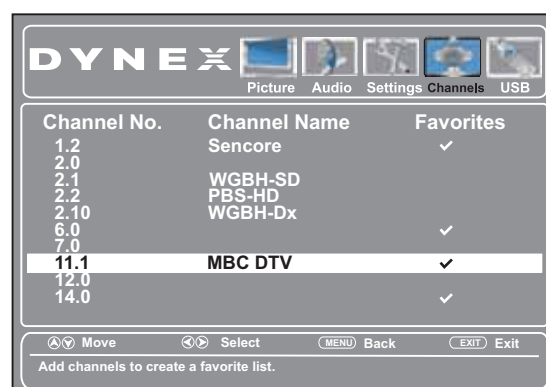 DYNEX
Picture Audio Settings Channels USB
Channel No. Channel Name Favorites
1.2 Sencore ✓
2.0
2.1 WGBH-SD
2.2 PBS-HD
2.10 WGBH-Dx
6.0 ✓
7.0
11.1 MBC DTV ✓
12.0
14.0 ✓
Move Select MENU Back EXIT Exit
Add channels to create a favorite list.